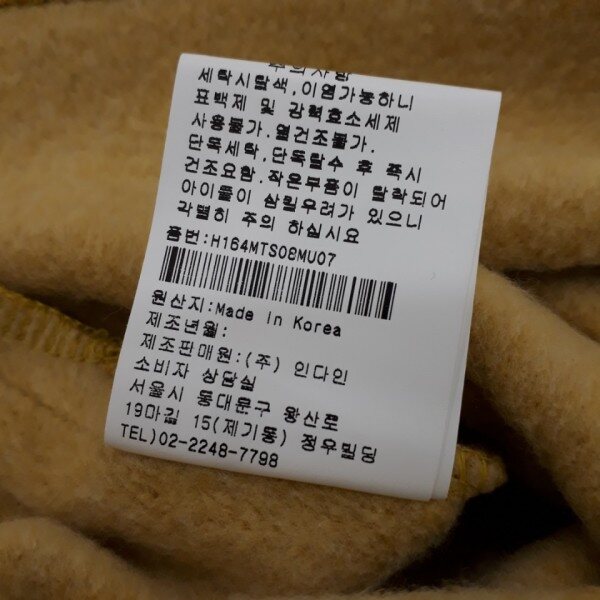 주의사항
세탁시탈색,이염가능하니
표백제 및 강력효소세제
사용불가.열건조불가.
단독세탁,단독탈수 후 즉시
건조요함.작은부품이 탈락되어
아이들이 삼킬우려가 있으니
각별히 주의 하십시요
품번:H164MTS08MU07
원산지:Made in Korea
제조년월:
제조판매원:(주) 인다인
소비자 상담실
서울시 동대문구 왕산로
19마길 15(제기동) 정우빌딩
TEL)02-2248-7798